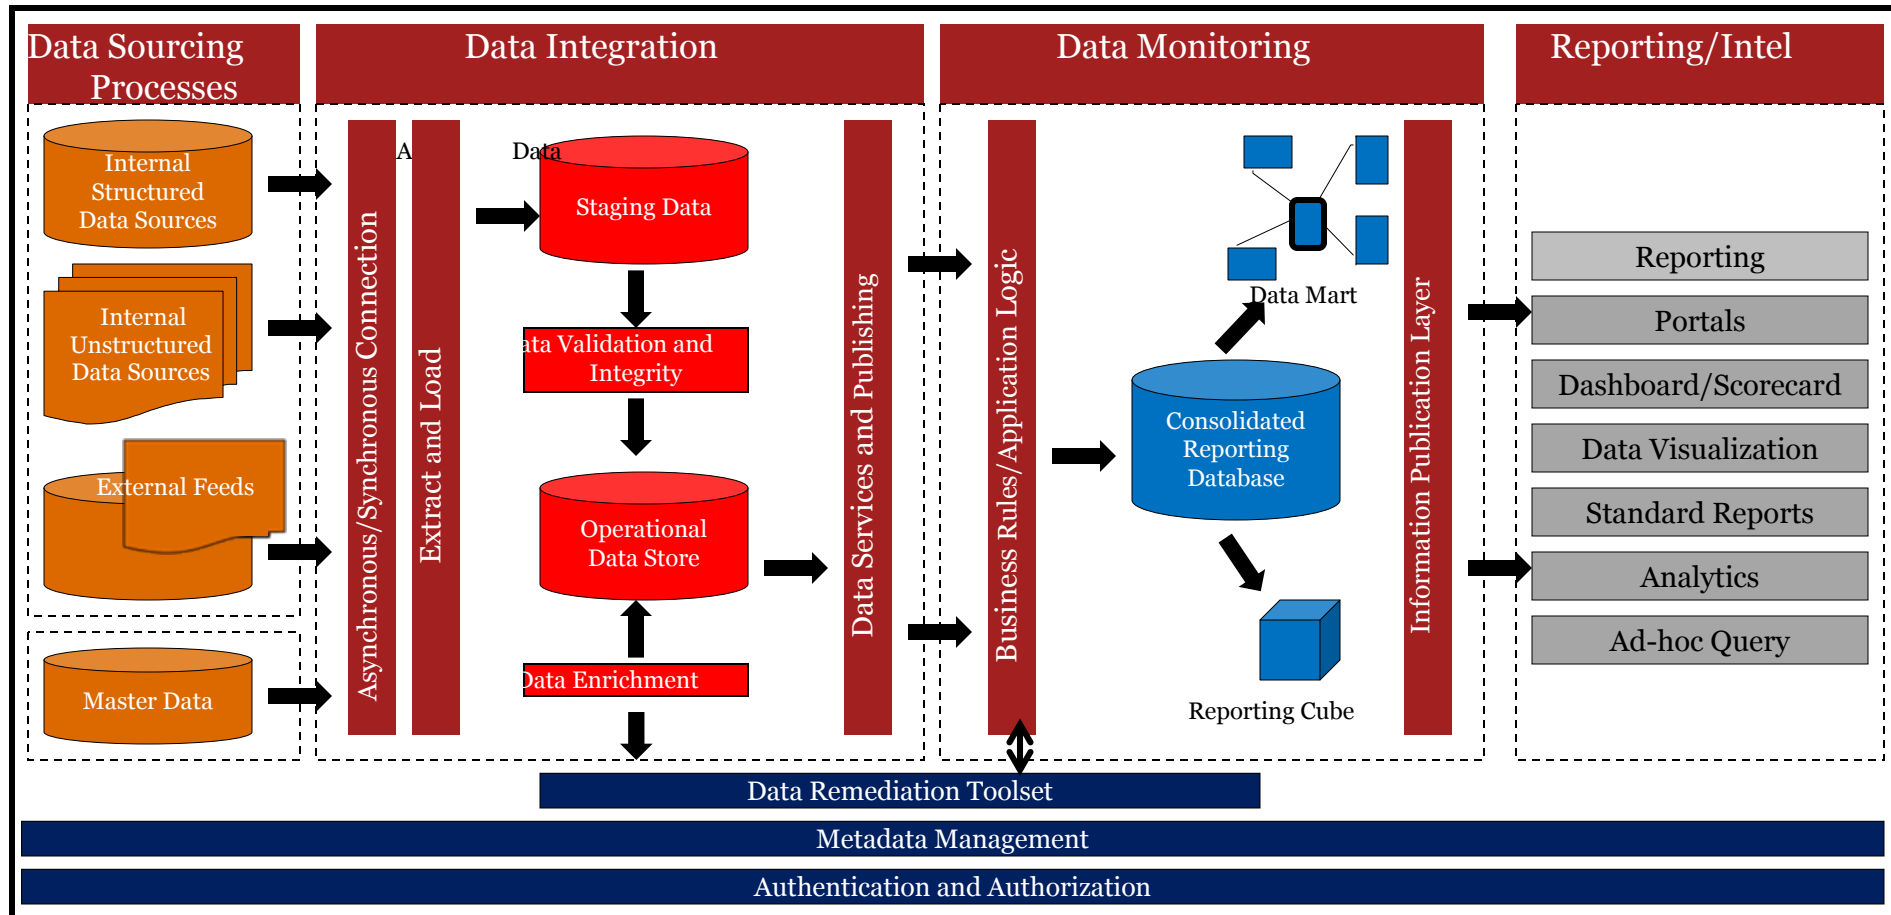 Data Sourcing
Processes
Data Integration
Data Monitoring
Reporting/Intel
Internal
Structured
Data Sources
Internal
Unstructured
Data Sources
External Feeds
Master Data
Asynchronous/Synchronous Connection
Extract and Load
A
Data
Staging Data
ata Validation and
Integrity
Operational
Data Store
Data Enrichment
Data Services and Publishing
Business Rules/Application Logic
Data Mart
Consolidated
Reporting
Database
Reporting Cube
Information Publication Layer
Reporting
Portals
Dashboard/Scorecard
Data Visualization
Standard Reports
Analytics
Ad-hoc Query
Data Remediation Toolset
Metadata Management
Authentication and Authorization